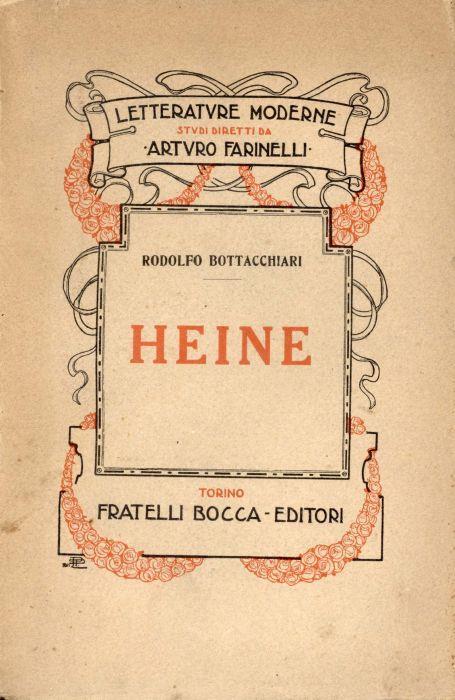 LETTERATVRE MODERNE
STVDI DIRETTI DA
·ARTVRO FARINELLI·
RODOLFO BOTTACCHIARI
HEINE
TORINO
FRATELLI BOCCA-EDITORI